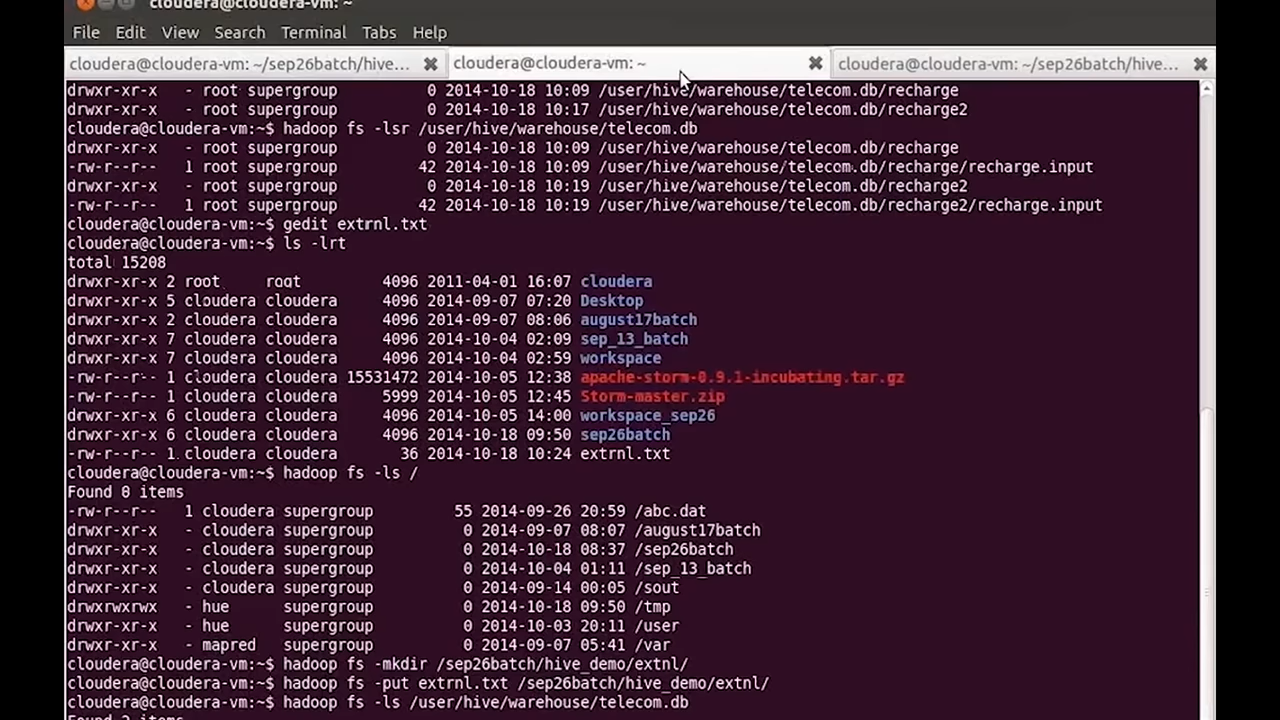 cloudera@cloudera-vm: ~
File Edit View Search Terminal Tabs Help
cloudera@cloudera-vm: ~/sep26batch/hive... cloudera@cloudera-vm: ~ cloudera@cloudera-vm: ~/sep26batch/hive...
drwxr-xr-x - root supergroup 0 2014-10-18 10:09 /user/hive/warehouse/telecom.db/recharge
drwxr-xr-x - root supergroup 0 2014-10-18 10:17 /user/hive/warehouse/telecom.db/recharge2
cloudera@cloudera-vm:~$ hadoop fs -lsr /user/hive/warehouse/telecom.db
drwxr-xr-x - root supergroup 0 2014-10-18 10:09 /user/hive/warehouse/telecom.db/recharge
-rw-r--r-- 1 root supergroup 42 2014-10-18 10:09 /user/hive/warehouse/telecom.db/recharge/recharge.input
drwxr-xr-x - root supergroup 0 2014-10-18 10:19 /user/hive/warehouse/telecom.db/recharge2
-rw-r--r-- 1 root supergroup 42 2014-10-18 10:19 /user/hive/warehouse/telecom.db/recharge2/recharge.input
cloudera@cloudera-vm:~$ gedit extrnl.txt
cloudera@cloudera-vm:~$ ls -lrt
total 15208
drwxr-xr-x 2 root root 4096 2011-04-01 16:07 cloudera
drwxr-xr-x 5 cloudera cloudera 4096 2014-09-07 07:20 Desktop
drwxr-xr-x 2 cloudera cloudera 4096 2014-09-07 08:06 august17batch
drwxr-xr-x 7 cloudera cloudera 4096 2014-10-04 02:09 sep_13_batch
drwxr-xr-x 7 cloudera cloudera 4096 2014-10-04 02:59 workspace
-rw-r--r-- 1 cloudera cloudera 15531472 2014-10-05 12:38 apache-storm-0.9.1-incubating.tar.gz
-rw-r--r-- 1 cloudera cloudera 5999 2014-10-05 12:45 Storm-master.zip
drwxr-xr-x 6 cloudera cloudera 4096 2014-10-05 14:00 workspace_sep26
drwxr-xr-x 6 cloudera cloudera 4096 2014-10-18 09:50 sep26batch
-rw-r--r-- 1 cloudera cloudera 36 2014-10-18 10:24 extrnl.txt
cloudera@cloudera-vm:~$ hadoop fs -ls /
Found 8 items
-rw-r--r-- 1 cloudera supergroup 55 2014-09-26 20:59 /abc.dat
drwxr-xr-x - cloudera supergroup 0 2014-09-07 08:07 /august17batch
drwxr-xr-x - cloudera supergroup 0 2014-10-18 08:37 /sep26batch
drwxr-xr-x - cloudera supergroup 0 2014-10-04 01:11 /sep_13_batch
drwxr-xr-x - cloudera supergroup 0 2014-09-14 00:05 /sout
drwxrwxrwx - hue supergroup 0 2014-10-18 09:50 /tmp
drwxr-xr-x - hue supergroup 0 2014-10-03 20:11 /user
drwxr-xr-x - mapred supergroup 0 2014-09-07 05:41 /var
cloudera@cloudera-vm:~$ hadoop fs -mkdir /sep26batch/hive_demo/extnl/
cloudera@cloudera-vm:~$ hadoop fs -put extrnl.txt /sep26batch/hive_demo/extnl/
cloudera@cloudera-vm:~$ hadoop fs -ls /user/hive/warehouse/telecom.db
Found 2 items